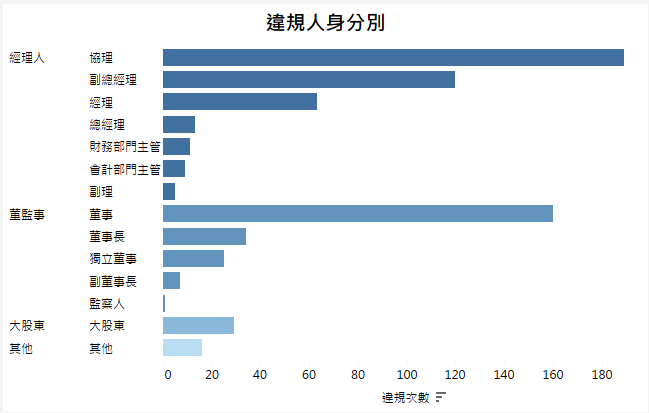 違規人身分別
經理人 協理
副總經理
經理
總經理
財務部門主管
會計部門主管
副理
董監事 董事
董事長
獨立董事
副董事長
監察人
大股東 大股東
其他 其他
0 20 40 60 80 100 120 140 160 180
違規次數